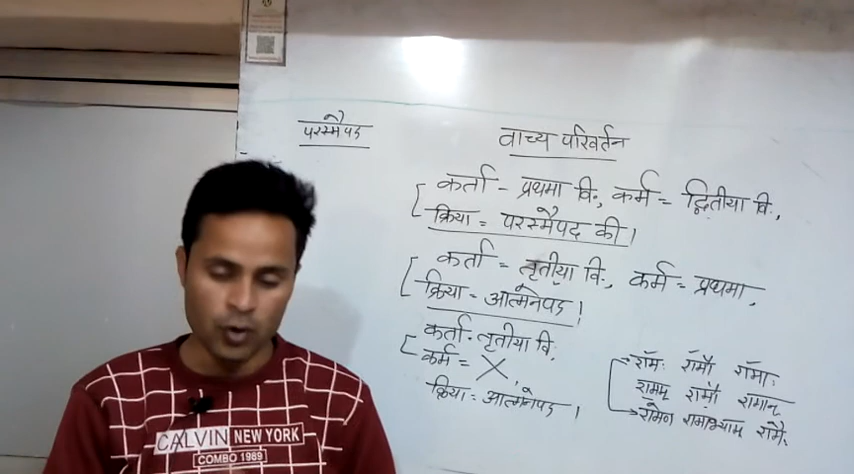 परस्मैपद
वाच्य परिवर्तन
कर्ता - प्रथमा वि., कर्म = द्वितीया वि.,
क्रिया = परस्मैपद की।
कर्ता = तृतीया वि., कर्म = प्रथमा,
क्रिया = आत्मनेपद।
कर्ता - तृतीया वि.
कर्म = X,
क्रिया = आत्मनेपद।
रामः रामौ रामाः
रामम् रामौ रामान्
रामेण रामाभ्याम् रामैः
CALVIN NEW YORK
COMBO 1989